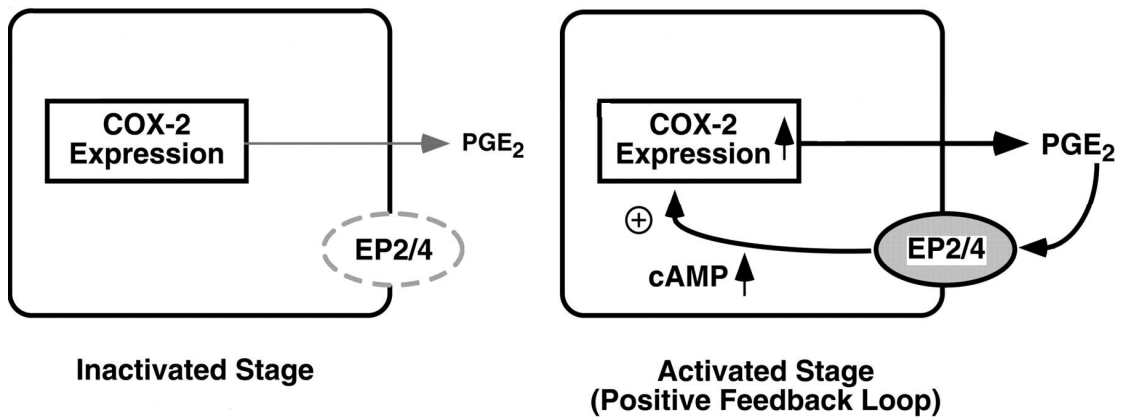 COX-2
Expression
PGE₂
EP2/4
Inactivated Stage
COX-2
Expression
PGE₂
⊕
EP2/4
cAMP
Activated Stage
(Positive Feedback Loop)